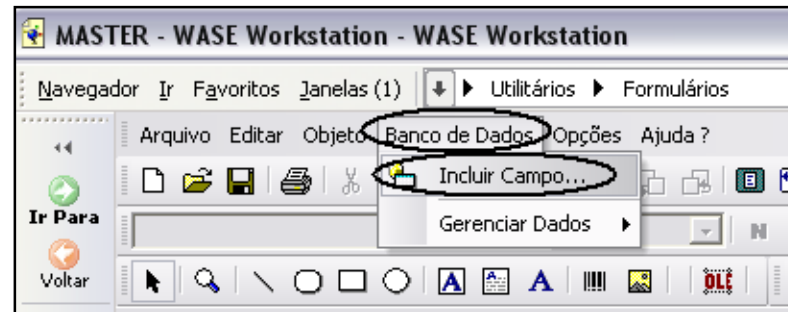 MASTER - WASE Workstation - WASE Workstation
Navegador Ir Favoritos Janelas (1) Utilitários Formulários
Arquivo Editar Objeto Banco de Dados Opções Ajuda ?
Incluir Campo...
Ir Para
Gerenciar Dados N
Voltar
A A A OLE